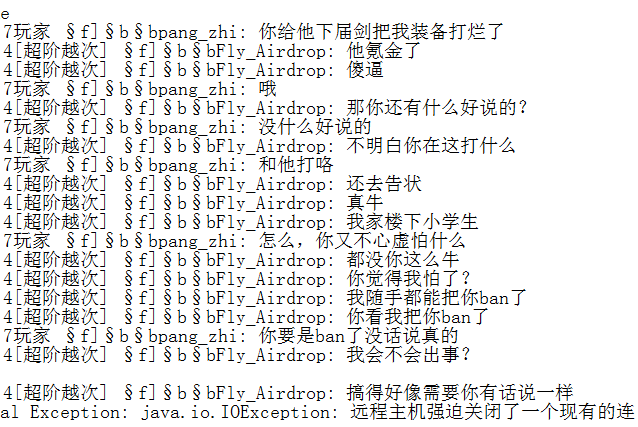 e
7玩家 §f]§b§bpang_zhi: 你给他下届剑把我装备打烂了
4[超阶越次] §f]§b§bFly_Airdrop: 他氪金了
4[超阶越次] §f]§b§bFly_Airdrop: 傻逼
7玩家 §f]§b§bpang_zhi: 哦
4[超阶越次] §f]§b§bFly_Airdrop: 那你还有什么好说的?
7玩家 §f]§b§bpang_zhi: 没什么好说的
4[超阶越次] §f]§b§bFly_Airdrop: 不明白你在这打什么
7玩家 §f]§b§bpang_zhi: 和他打咯
4[超阶越次] §f]§b§bFly_Airdrop: 还去告状
4[超阶越次] §f]§b§bFly_Airdrop: 真牛
4[超阶越次] §f]§b§bFly_Airdrop: 我家楼下小学生
7玩家 §f]§b§bpang_zhi: 怎么，你又不心虚怕什么
4[超阶越次] §f]§b§bFly_Airdrop: 都没你这么牛
4[超阶越次] §f]§b§bFly_Airdrop: 你觉得我怕了?
4[超阶越次] §f]§b§bFly_Airdrop: 我随手都能把你ban了
4[超阶越次] §f]§b§bFly_Airdrop: 你看我把你ban了
7玩家 §f]§b§bpang_zhi: 你要是ban了没话说真的
4[超阶越次] §f]§b§bFly_Airdrop: 我会不会出事?
4[超阶越次] §f]§b§bFly_Airdrop: 搞得好像需要你有话说一样
al Exception: java.io.IOException: 远程主机强迫关闭了一个现有的连